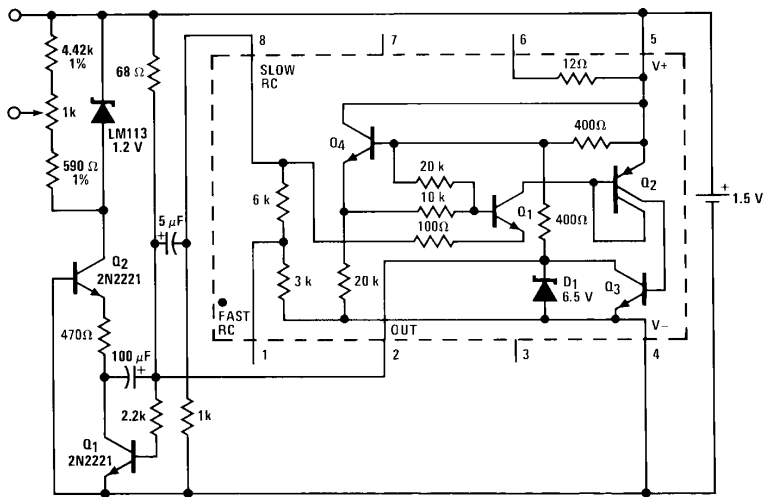 4.42k
1%
1k
590 Ω
1%
LM113
1.2 V
68 Ω
5 µF
+
Q2
2N2221
470Ω
100 µF
+
2.2k
1k
Q1
2N2221
8
7
6
5
SLOW
RC
12Ω
V+
Q4
400Ω
20 k
10 k
100Ω
6 k
3 k
20 k
Q1
400Ω
Q2
D1
6.5 V
Q3
FAST
RC
OUT
V−
1
2
3
4
+
1.5 V